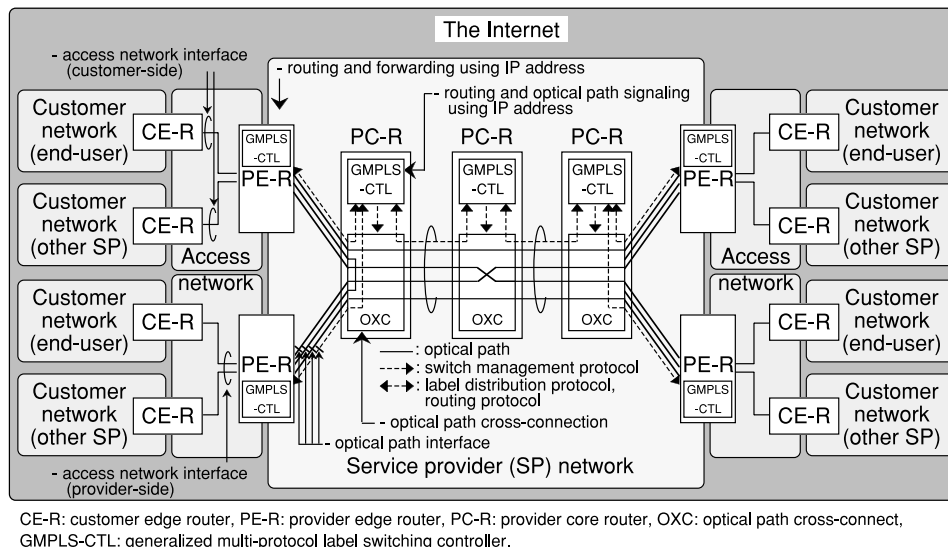 The Internet
- access network interface
(customer-side)
- routing and forwarding using IP address
- routing and optical path signaling
using IP address
Customer
network
(end-user)
CE-R
Customer
network
(other SP)
CE-R
Access
network
Customer
network
(end-user)
CE-R
Customer
network
(other SP)
CE-R
- access network interface
(provider-side)
GMPLS
-CTL
PE-R
PE-R
GMPLS
-CTL
PC-R
GMPLS
-CTL
OXC
PC-R
GMPLS
-CTL
OXC
PC-R
GMPLS
-CTL
OXC
: optical path
: switch management protocol
: label distribution protocol,
routing protocol
- optical path cross-connection
- optical path interface
Service provider (SP) network
GMPLS
-CTL
PE-R
PE-R
GMPLS
-CTL
Access
network
CE-R
Customer
network
(end-user)
CE-R
Customer
network
(other SP)
CE-R
Customer
network
(end-user)
CE-R
Customer
network
(other SP)
CE-R: customer edge router, PE-R: provider edge router, PC-R: provider core router, OXC: optical path cross-connect,
GMPLS-CTL: generalized multi-protocol label switching controller.